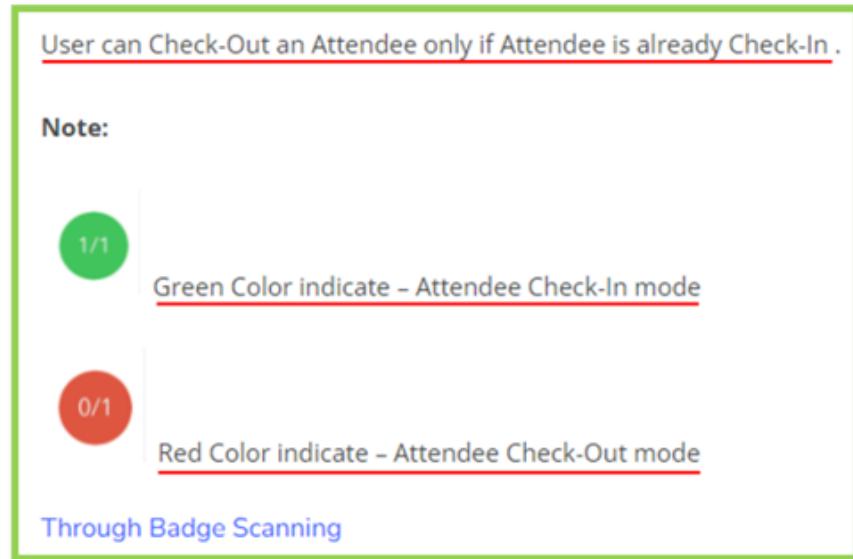 User can Check-Out an Attendee only if Attendee is already Check-In .
Note:
1/1
Green Color indicate – Attendee Check-In mode
0/1
Red Color indicate – Attendee Check-Out mode
Through Badge Scanning